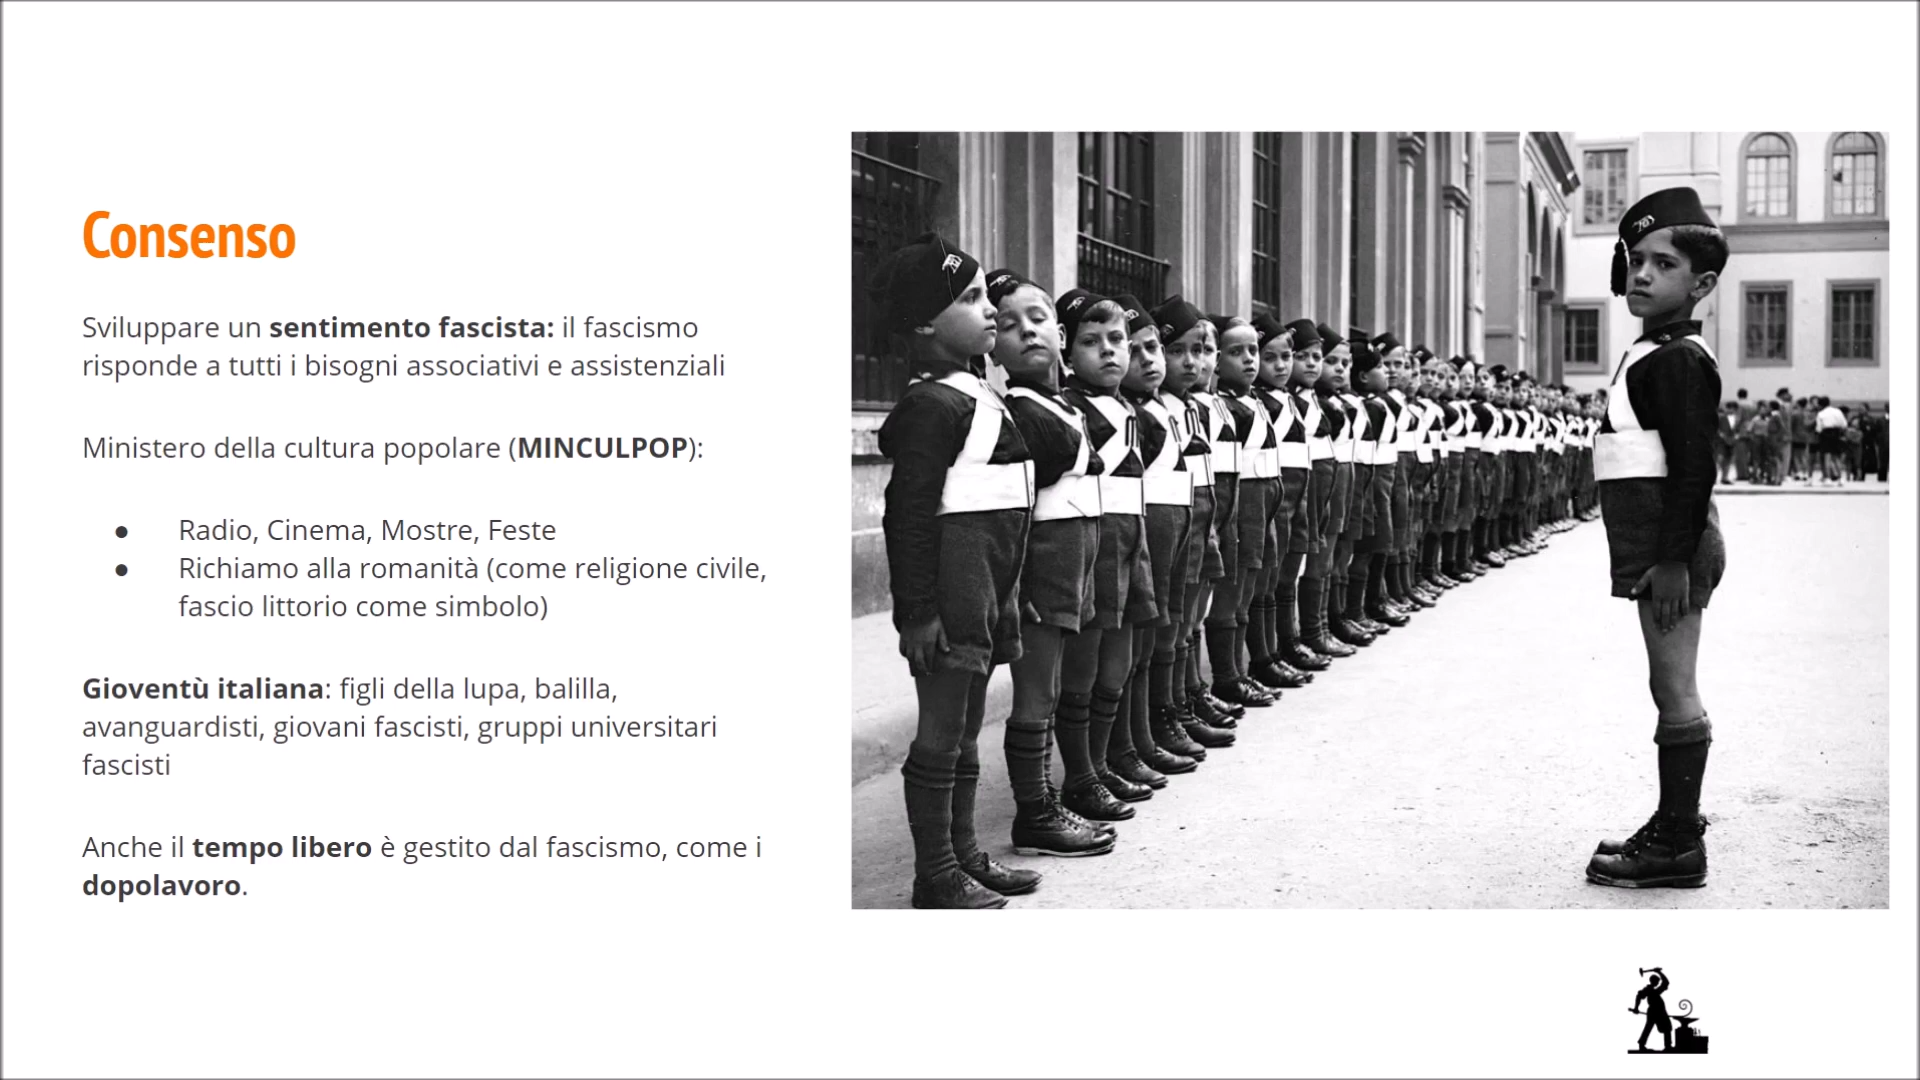 Consenso
Sviluppare un sentimento fascista: il fascismo
risponde a tutti i bisogni associativi e assistenziali
Ministero della cultura popolare (MINCULPOP):
● Radio, Cinema, Mostre, Feste
● Richiamo alla romanità (come religione civile,
fascio littorio come simbolo)
Gioventù italiana: figli della lupa, balilla,
avanguardisti, giovani fascisti, gruppi universitari
fascisti
Anche il tempo libero è gestito dal fascismo, come i
dopolavoro.